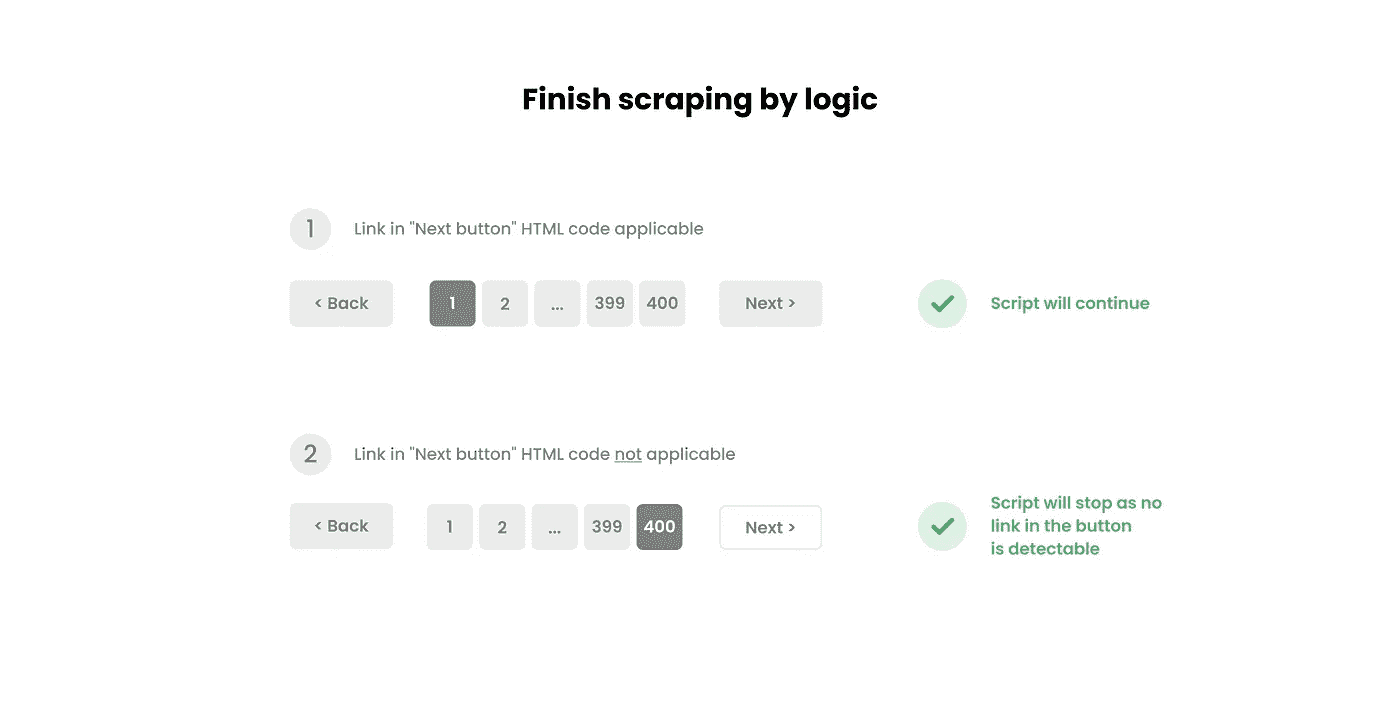 Finish scraping by logic
1 Link in "Next button" HTML code applicable
< Back 1 2 ... 399 400 Next > Script will continue
2 Link in "Next button" HTML code not applicable
< Back 1 2 ... 399 400 Next >
Script will stop as no
link in the button
is detectable